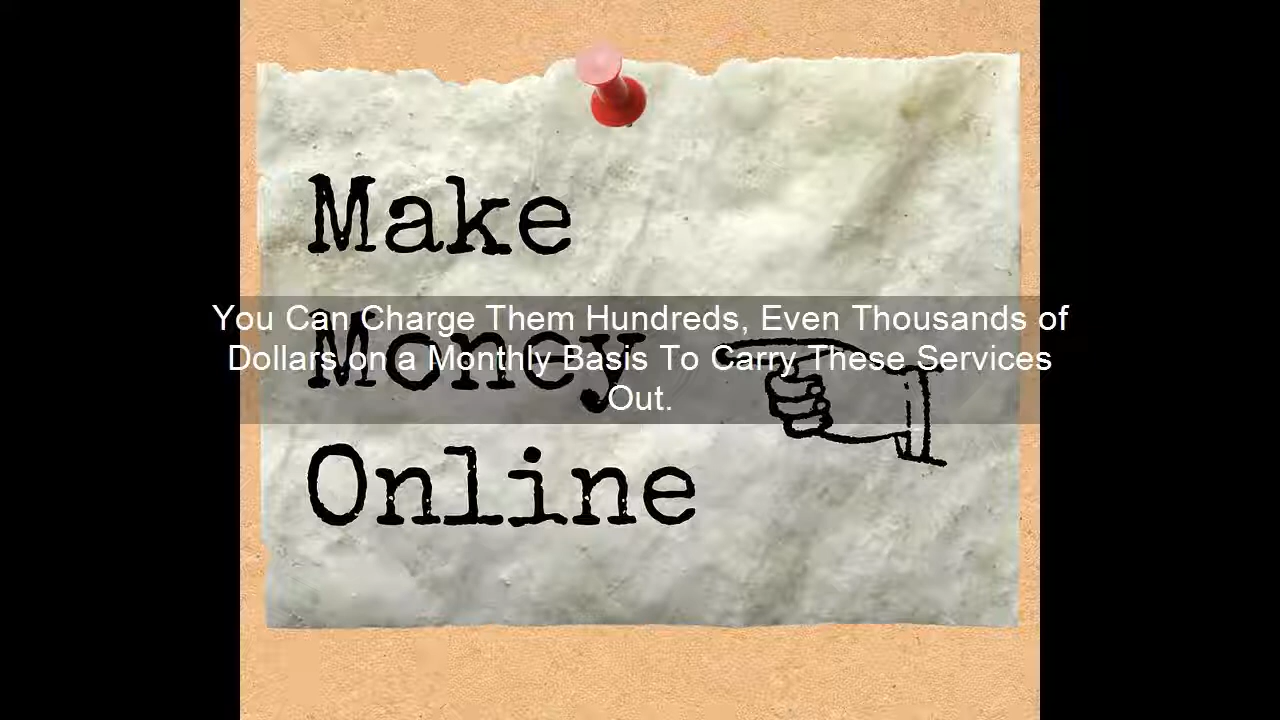 Make
Money
Online
You Can Charge Them Hundreds, Even Thousands of
Dollars on a Monthly Basis To Carry These Services
Out.